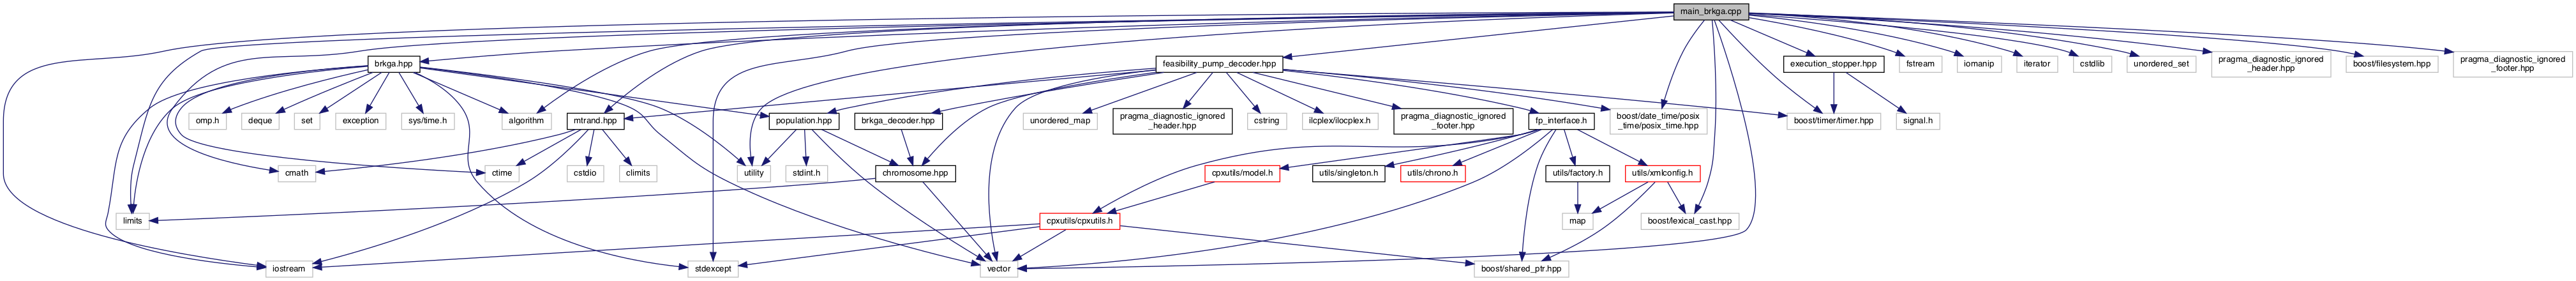 main_brkga.cpp
brkga.hpp
feasibility_pump_decoder.hpp
execution_stopper.hpp
fstream
iomanip
iterator
cstdlib
unordered_set
pragma_diagnostic_ignored
_header.hpp
boost/filesystem.hpp
pragma_diagnostic_ignored
_footer.hpp
omp.h
deque
set
exception
sys/time.h
algorithm
mtrand.hpp
population.hpp
brkga_decoder.hpp
unordered_map
pragma_diagnostic_ignored
_header.hpp
cstring
ilcplex/ilocplex.h
pragma_diagnostic_ignored
_footer.hpp
fp_interface.h
boost/date_time/posix
_time/posix_time.hpp
boost/timer/timer.hpp
signal.h
cmath
ctime
cstdio
climits
utility
stdint.h
chromosome.hpp
cpxutils/model.h
utils/singleton.h
utils/chrono.h
utils/factory.h
utils/xmlconfig.h
limits
cpxutils/cpxutils.h
map
boost/lexical_cast.hpp
iostream
stdexcept
vector
boost/shared_ptr.hpp